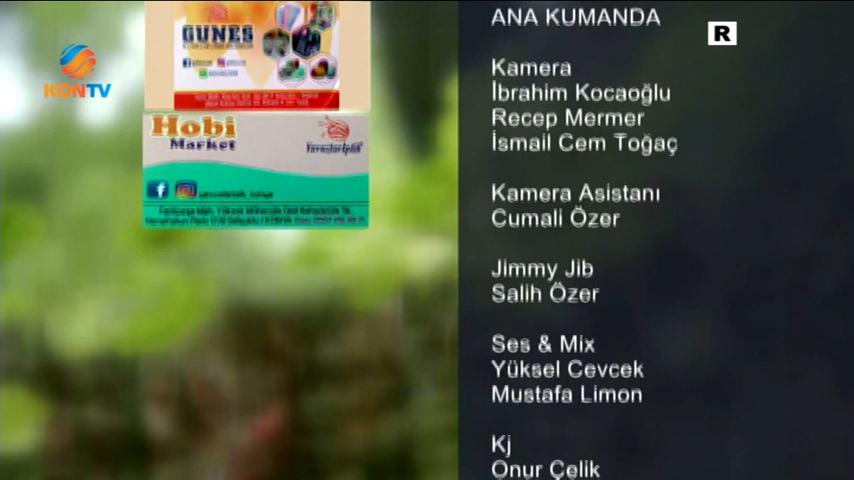 KONTV
GUNEŞ
Hobi
Market
ANA KUMANDA
R
Kamera
İbrahim Kocaoğlu
Recep Mermer
İsmail Cem Toğaç
Kamera Asistanı
Cumali Özer
Jimmy Jib
Salih Özer
Ses & Mix
Yüksel Cevcek
Mustafa Limon
Kj
Onur Çelik